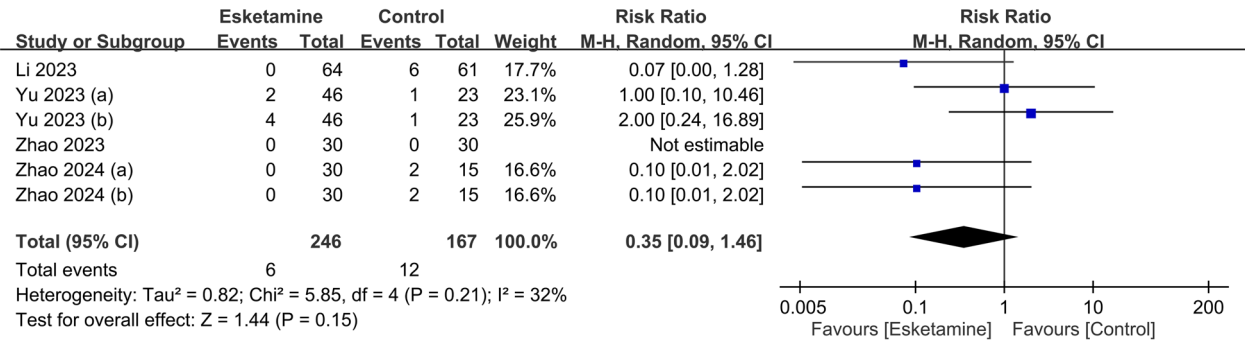 Esketamine Control Risk Ratio Risk Ratio
Study or Subgroup Events Total Events Total Weight M-H, Random, 95% CI M-H, Random, 95% CI
Li 2023 0 64 6 61 17.7% 0.07 [0.00, 1.28]
Yu 2023 (a) 2 46 1 23 23.1% 1.00 [0.10, 10.46]
Yu 2023 (b) 4 46 1 23 25.9% 2.00 [0.24, 16.89]
Zhao 2023 0 30 0 30 Not estimable
Zhao 2024 (a) 0 30 2 15 16.6% 0.10 [0.01, 2.02]
Zhao 2024 (b) 0 30 2 15 16.6% 0.10 [0.01, 2.02]
Total (95% CI) 246 167 100.0% 0.35 [0.09, 1.46]
Total events 6 12
Heterogeneity: Tau² = 0.82; Chi² = 5.85, df = 4 (P = 0.21); I² = 32%
Test for overall effect: Z = 1.44 (P = 0.15)
0.005 0.1 1 10 200
Favours [Esketamine] Favours [Control]